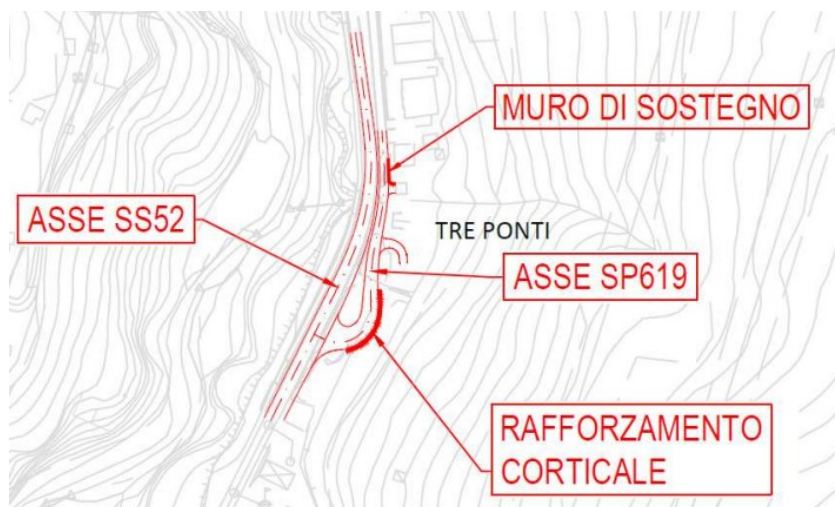 MURO DI SOSTEGNO
ASSE SS52
TRE PONTI
ASSE SP619
RAFFORZAMENTO
CORTICALE